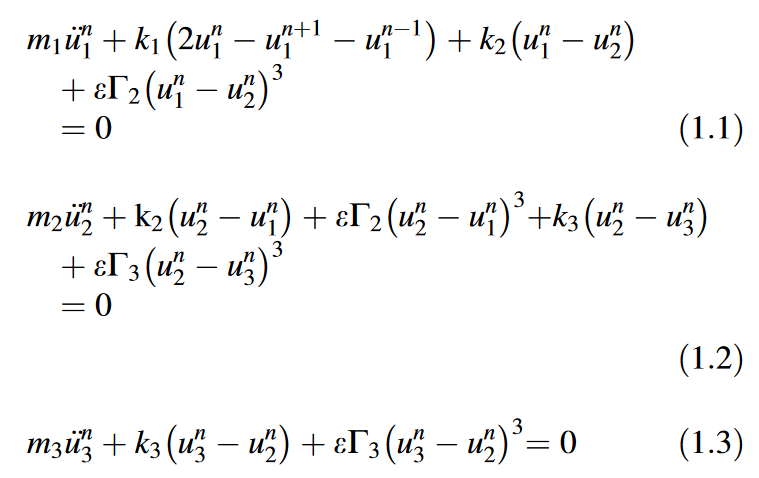 m₁ü₁ⁿ + k₁(2u₁ⁿ − u₁ⁿ⁺¹ − u₁ⁿ⁻¹) + k₂(u₁ⁿ − u₂ⁿ)
+ εΓ₂(u₁ⁿ − u₂ⁿ)³
= 0 (1.1)
m₂ü₂ⁿ + k₂(u₂ⁿ − u₁ⁿ) + εΓ₂(u₂ⁿ − u₁ⁿ)³+k₃(u₂ⁿ − u₃ⁿ)
+ εΓ₃(u₂ⁿ − u₃ⁿ)³
= 0
(1.2)
m₃ü₃ⁿ + k₃(u₃ⁿ − u₂ⁿ) + εΓ₃(u₃ⁿ − u₂ⁿ)³= 0 (1.3)